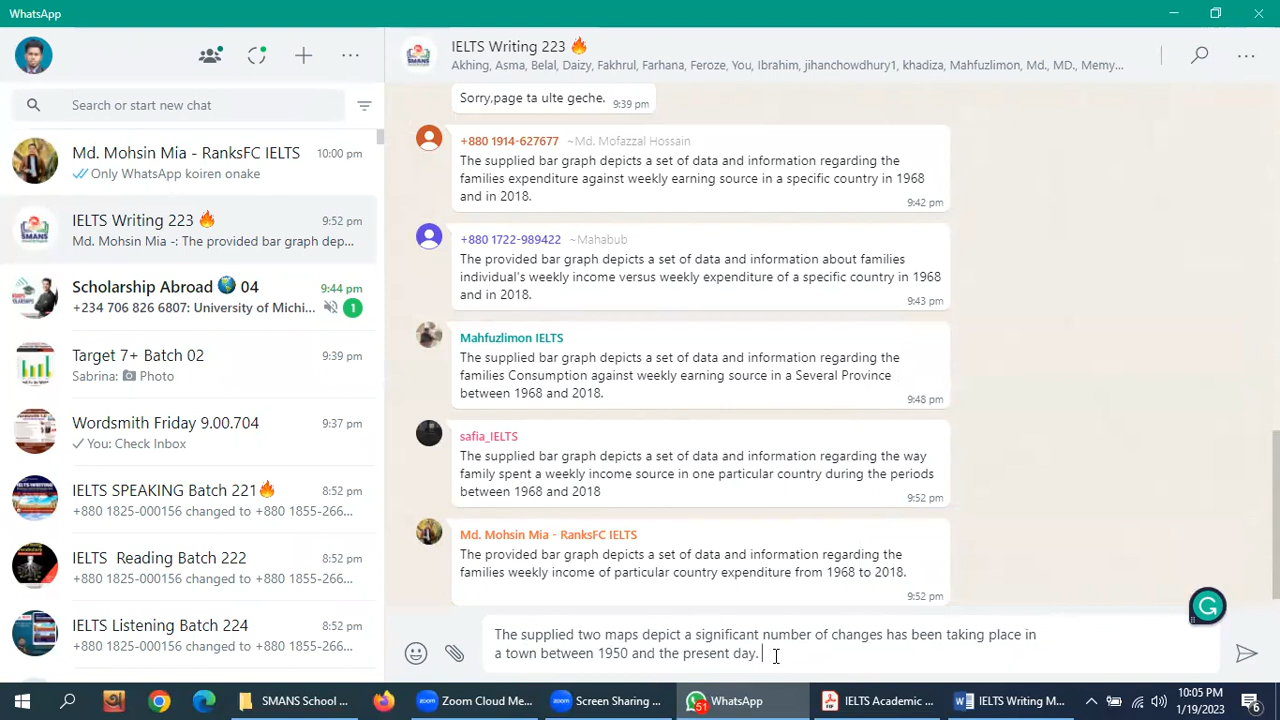 WhatsApp
IELTS Writing 223 🔥
Akhing, Asma, Belal, Daizy, Fakhrul, Farhana, Feroze, You, Ibrahim, jihanchowdhury1, khadiza, Mahfuzlimon, Md., MD., Memy...
Search or start new chat
Md. Mohsin Mia - RanksFC IELTS 10:00 pm
Only WhatsApp koiren onake
IELTS Writing 223 🔥 9:52 pm
Md. Mohsin Mia -: The provided bar graph dep...
Scholarship Abroad 🌎 04 9:44 pm
+234 706 826 6807: University of Michi... 1
Target 7+ Batch 02 9:39 pm
Sabrina: 📷 Photo
Wordsmith Friday 9.00.704 9:37 pm
You: Check Inbox
IELTS SPEAKING Batch 221🔥 8:52 pm
+880 1825-000156 changed to +880 1855-266...
IELTS  Reading Batch 222 8:52 pm
+880 1825-000156 changed to +880 1855-266...
IELTS Listening Batch 224 8:52 pm
+880 1825-000156 changed to +880 1855-266...
Sorry,page ta ulte geche. 9:39 pm
+880 1914-627677 ~Md. Mofazzal Hossain
The supplied bar graph depicts a set of data and information regarding the
families expenditure against weekly earning source in a specific country in 1968
and in 2018.
9:42 pm
+880 1722-989422 ~Mahabub
The provided bar graph depicts a set of data and information about families
individual's weekly income versus weekly expenditure of a specific country in 1968
and in 2018.
9:43 pm
Mahfuzlimon IELTS
The supplied bar graph depicts a set of data and information regarding the
families Consumption against weekly earning source in a Several Province
between 1968 and 2018.
9:48 pm
safia_IELTS
The supplied bar graph depicts a set of data and information regarding the way
family spent a weekly income source in one particular country during the periods
between 1968 and 2018
9:52 pm
Md. Mohsin Mia - RanksFC IELTS
The provided bar graph depicts a set of data and information regarding the
families weekly income of particular country expenditure from 1968 to 2018.
9:52 pm
The supplied two maps depict a significant number of changes has been taking place in
a town between 1950 and the present day.
SMANS School ...
Zoom Cloud Me...
Screen Sharing ...
51 WhatsApp
IELTS Academic ...
IELTS Writing M...
10:05 PM
1/19/2023
6